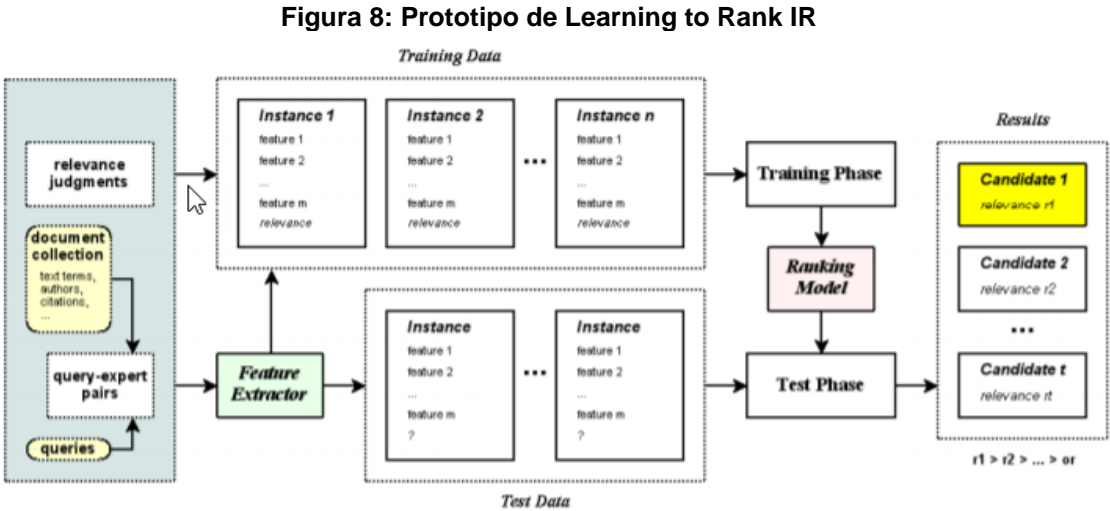 Figura 8: Prototipo de Learning to Rank IR
Training Data
relevance
judgments
document
collection
text terms,
authors,
citations,
...
query-expert
pairs
queries
Instance 1
feature 1
feature 2
...
feature m
relevance
Instance 2
feature 1
feature 2
...
feature m
relevance
...
Instance n
feature 1
feature 2
...
feature m
relevance
Feature
Extractor
Instance
feature 1
feature 2
...
feature m
?
...
Instance
feature 1
feature 2
...
feature m
?
Test Data
Training Phase
Ranking
Model
Test Phase
Results
Candidate 1
relevance r1
Candidate 2
relevance r2
...
Candidate t
relevance rt
r1 > r2 > ... > or